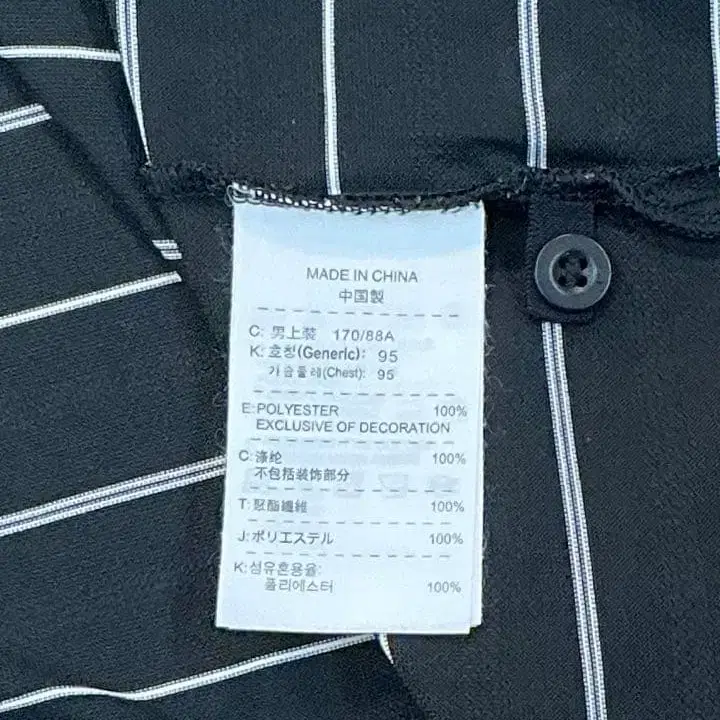 MADE IN CHINA
中国製
C: 男上裝 170/88A
K: 호칭(Generic): 95
가슴둘레(Chest): 95
E:POLYESTER 100%
EXCLUSIVE OF DECORATION
C:涤纶 100%
不包括装饰部分
T:聚酯纖維 100%
J:ポリエステル 100%
K:섬유혼용율:
폴리에스터 100%